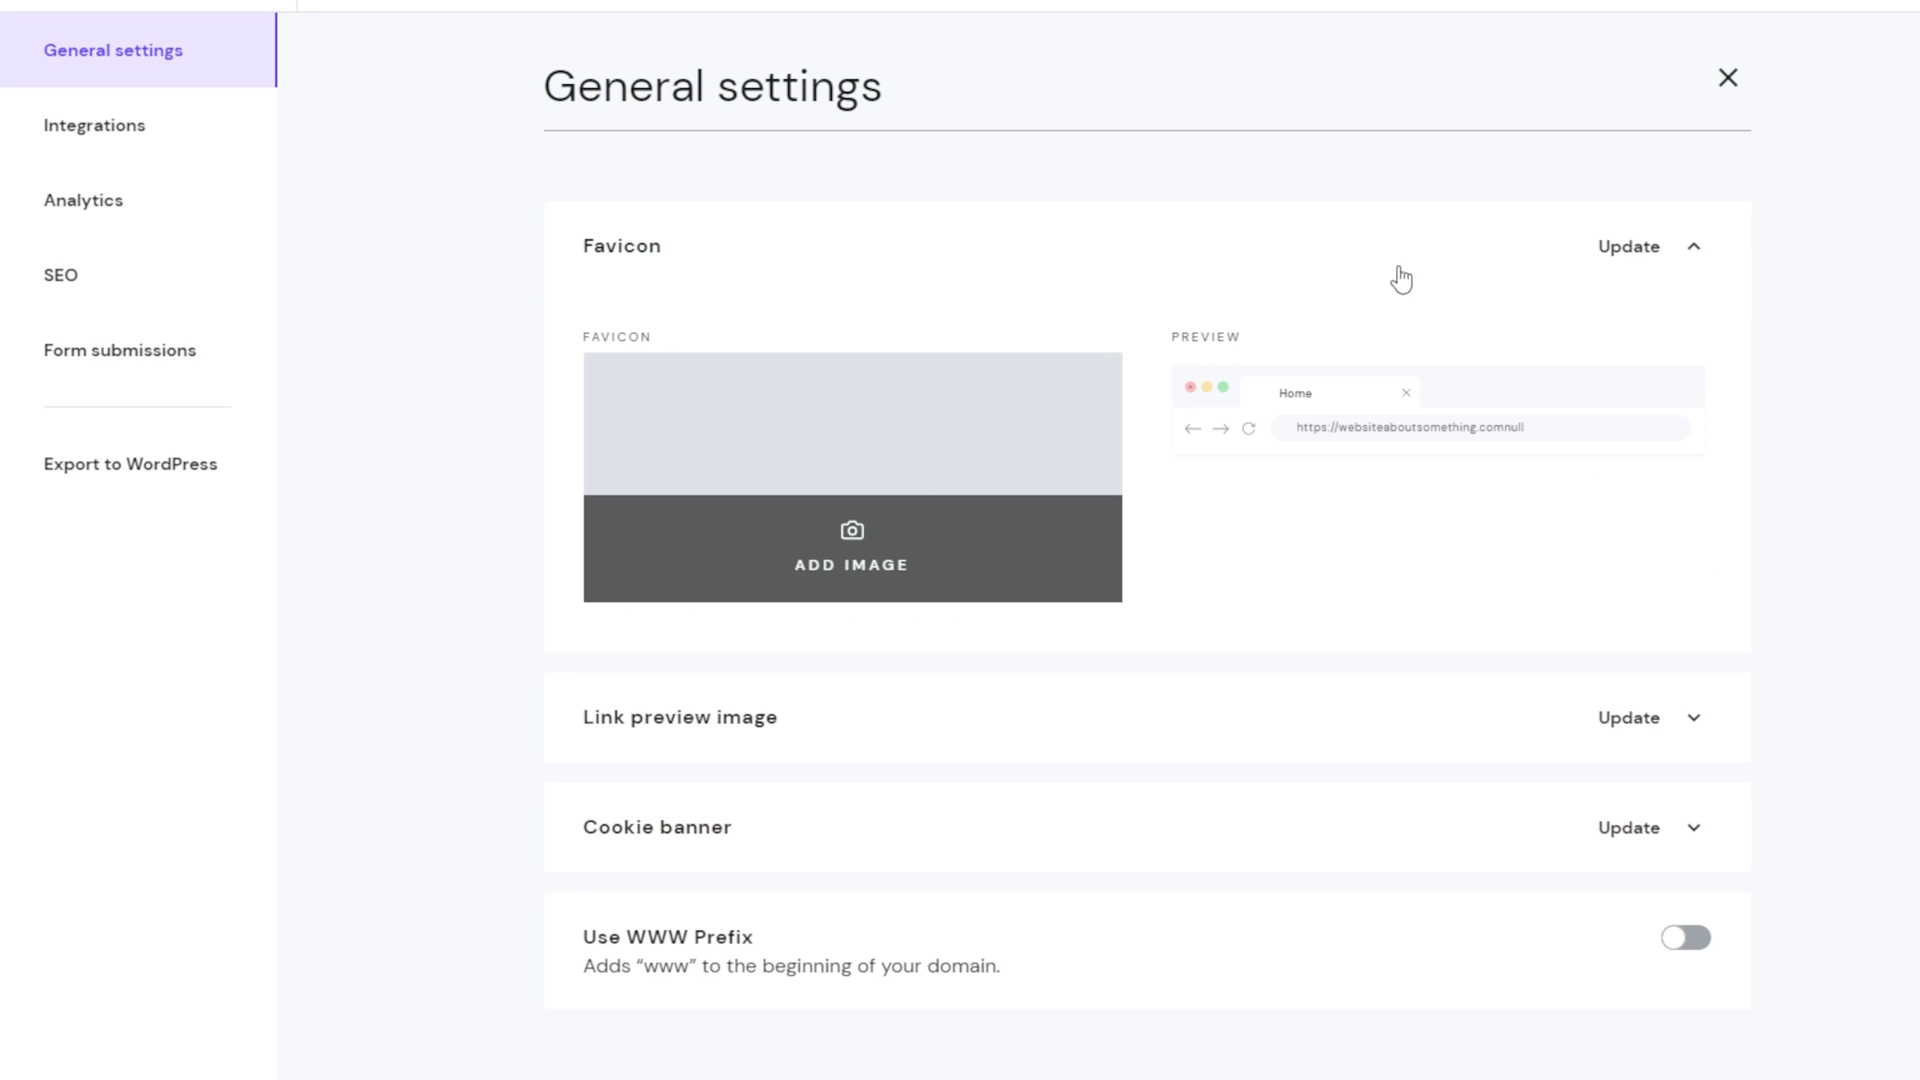 General settings
Integrations
Analytics
SEO
Form submissions
Export to WordPress
General settings
Favicon
Update
FAVICON
ADD IMAGE
PREVIEW
Home
https://websiteaboutsomething.comnull
Link preview image
Update
Cookie banner
Update
Use WWW Prefix
Adds “www” to the beginning of your domain.